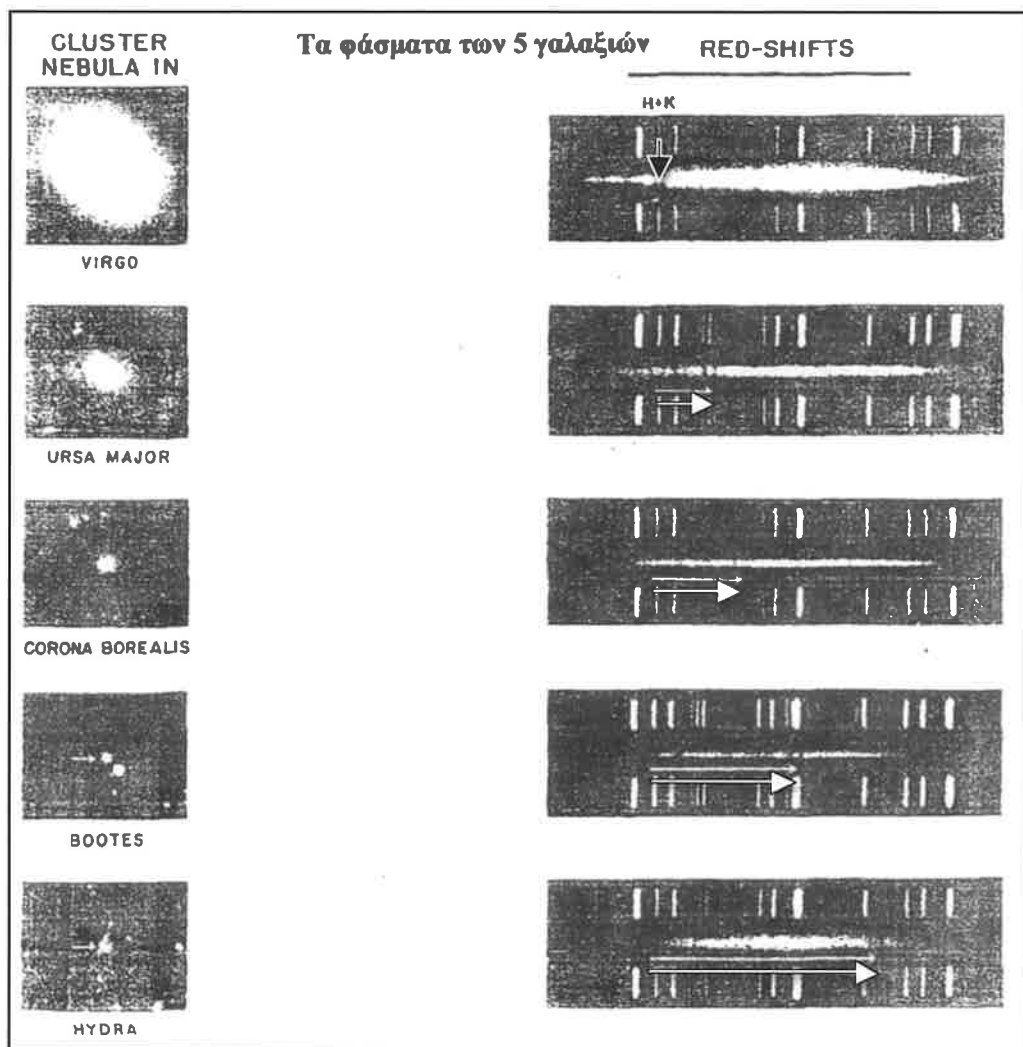 CLUSTER
NEBULA IN
Τα φάσματα των 5 γαλαξιών
RED-SHIFTS
H+K
VIRGO
URSA MAJOR
CORONA BOREALIS
BOOTES
HYDRA